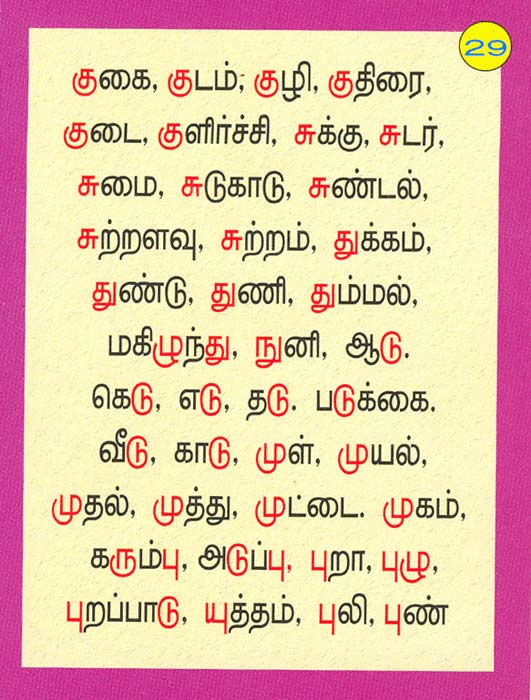 29
குகை, குடம்; குழி, குதிரை,
குடை, குளிர்ச்சி, சுக்கு, சுடர்,
சுமை, சுடுகாடு, சுண்டல்,
சுற்றளவு, சுற்றம், துக்கம்,
துண்டு, துணி, தும்மல்,
மகிழுந்து, நுனி, ஆடு.
கெடு, எடு, தடு. படுக்கை.
வீடு, காடு, முள், முயல்,
முதல், முத்து, முட்டை. முகம்,
கரும்பு, அடுப்பு, புறா, புழு,
புறப்பாடு, யுத்தம், புலி, புண்